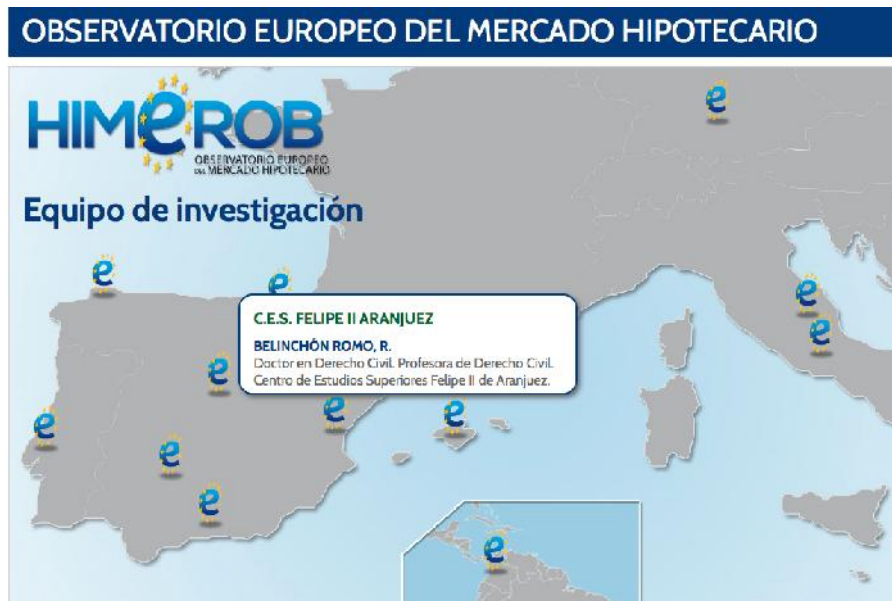 OBSERVATORIO EUROPEO DEL MERCADO HIPOTECARIO
HIMEROB
OBSERVATORIO EUROPEO
DEL MERCADO HIPOTECARIO
Equipo de investigación
C.E.S. FELIPE II ARANJUEZ
BELINCHÓN ROMO, R.
Doctor en Derecho Civil. Profesora de Derecho Civil.
Centro de Estudios Superiores Felipe II de Aranjuez.